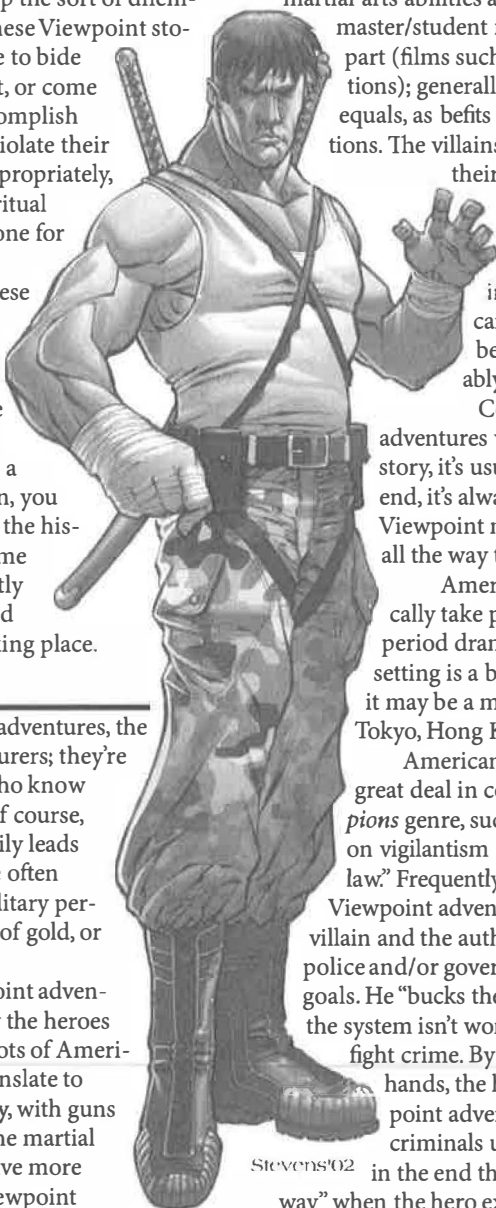 p the sort of dilem-
hese Viewpoint sto-
e to bide
t, or come
omplish
iolate their
propriately,
ritual
one for
ese
e
a
n, you
the his-
me
tly
d
king place.
adventures, the
urers; they're
ho know
f course,
ily leads
e often
litary per-
of gold, or
oint adven-
y the heroes
ots of Ameri-
nslate to
y, with guns
ne martial
ve more
ewpoint
martial arts abilities a
master/student r
part (films such
tions); generall
equals, as befits
tions. The villains
their
in
can
be
ably
C
adventures
story, it's usu
end, it's alwa
Viewpoint m
all the way t
Amer
cally take p
period dram
setting is a b
it may be a m
Tokyo, Hong K
American
great deal in co
pions genre, suc
on vigilantism
law." Frequently
Viewpoint adven
villain and the auth
police and/or govern
goals. He "bucks the
the system isn't wor
fight crime. By
hands, the h
point adven
criminals u
in the end th
way" when the hero ex
Stevens'02